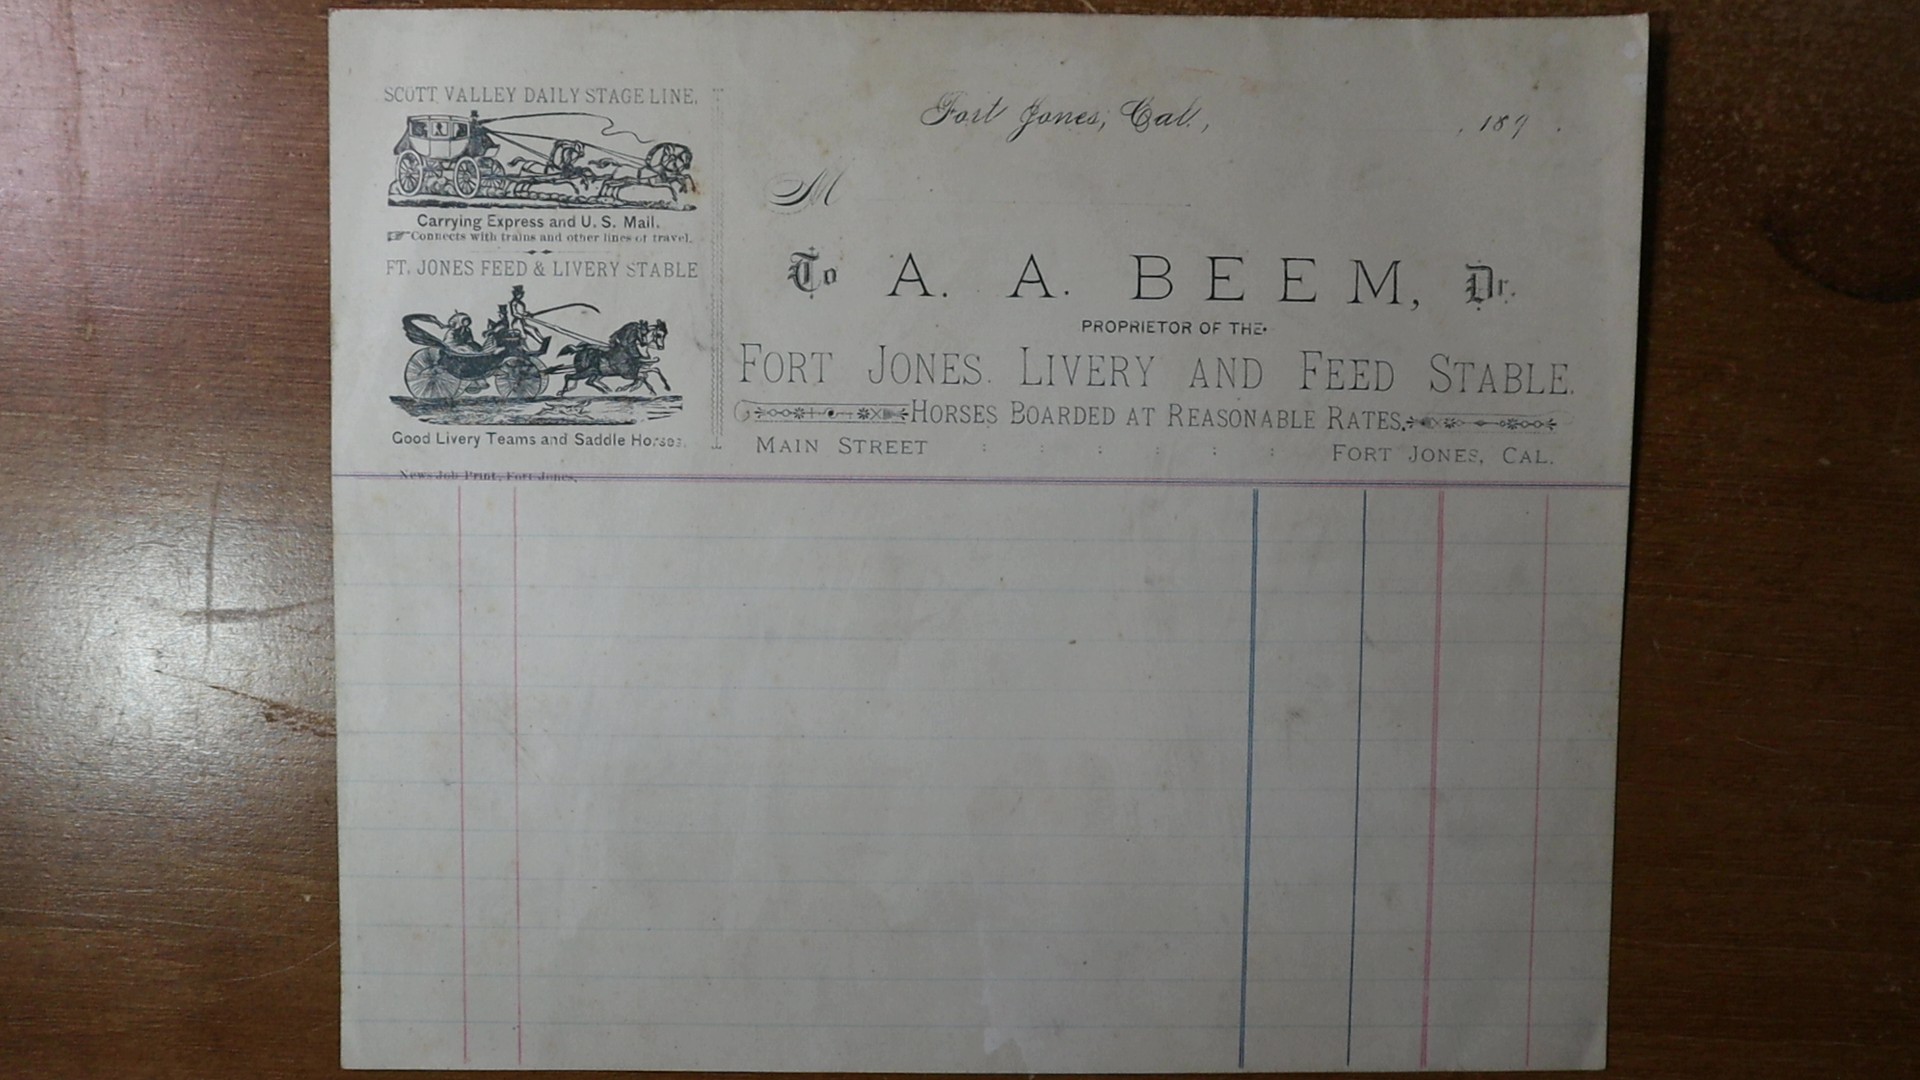 SCOTT VALLEY DAILY STAGE LINE.
Carrying Express and U. S. Mail.
☞Connects with trains and other lines of travel.
FT. JONES FEED & LIVERY STABLE
Good Livery Teams and Saddle Horses.
News Job Print, Fort Jones.
Fort Jones, Cal., , 189 .
M
To A. A. BEEM, Dr.
PROPRIETOR OF THE
FORT JONES. LIVERY AND FEED STABLE.
HORSES BOARDED AT REASONABLE RATES.
MAIN STREET : : : : : : FORT JONES, CAL.